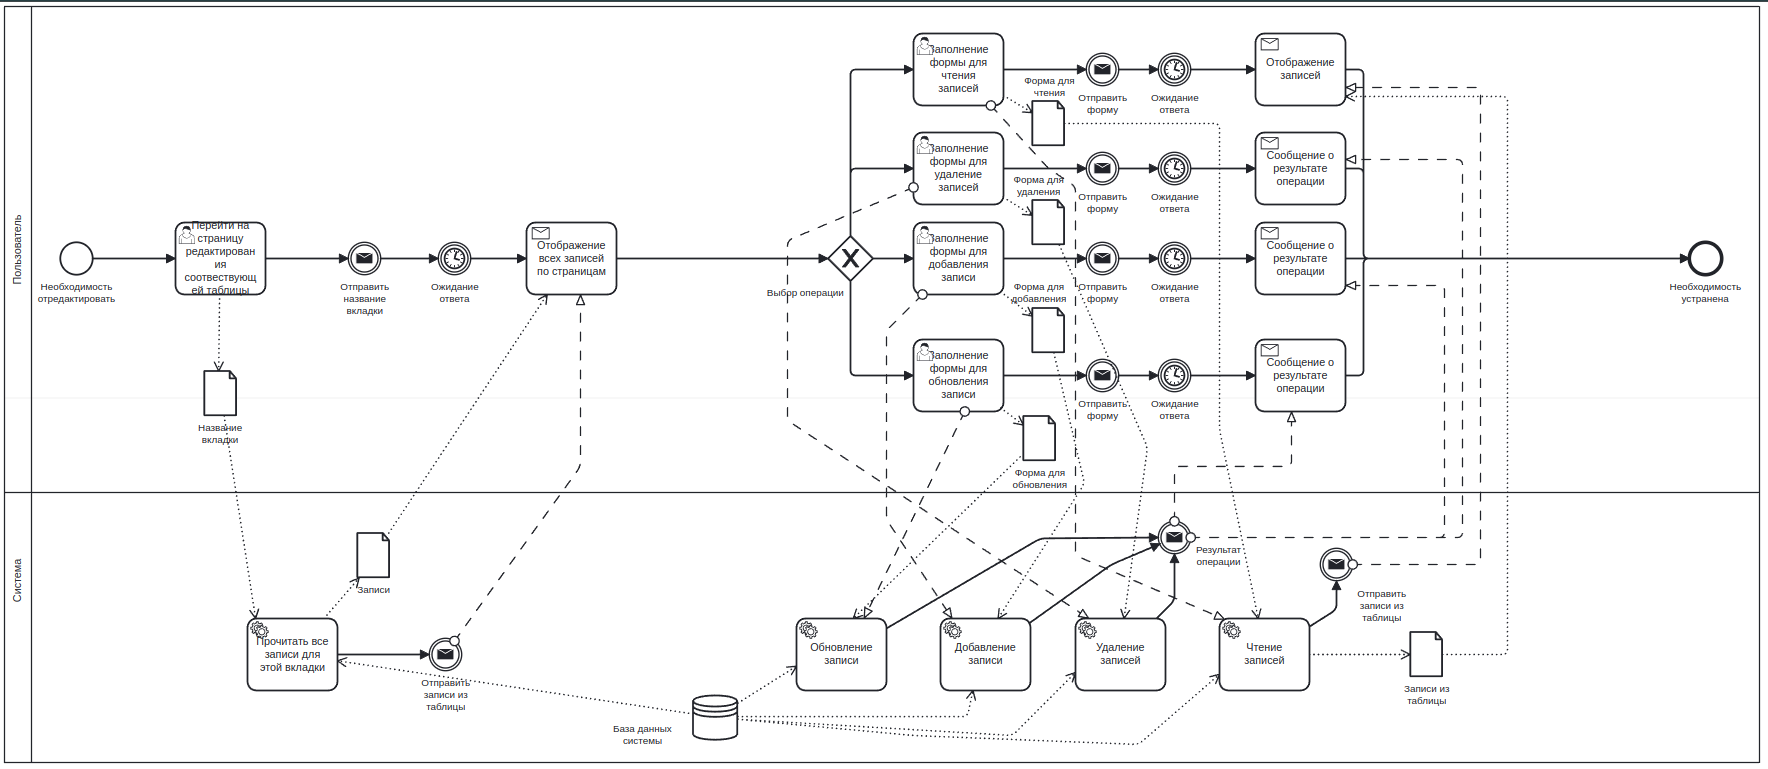 Пользователь
Необходимость
отредактировать
Перейти на
страницу
редактирован
ия
соотвествующ
ей таблицы
Отправить
название
вкладки
Ожидание
ответа
Отображение
всех записей
по страницам
Название
вкладки
Выбор операции
Заполнение
формы для
чтения
записей
Форма для
чтения
Отправить
форму
Ожидание
ответа
Отображение
записей
Заполнение
формы для
удаление
записей
Форма для
удаления
Отправить
форму
Ожидание
ответа
Сообщение о
результате
операции
Заполнение
формы для
добавления
записи
Форма для
добавления
Отправить
форму
Ожидание
ответа
Сообщение о
результате
операции
Заполнение
формы для
обновления
записи
Форма для
обновления
Отправить
форму
Ожидание
ответа
Сообщение о
результате
операции
Необходимость
устранена
Система
Записи
Прочитать все
записи для
этой вкладки
Отправить
записи из
таблицы
База данных
системы
Обновление
записи
Добавление
записи
Удаление
записей
Чтение
записей
Результат
операции
Отправить
записи из
таблицы
Записи из
таблицы